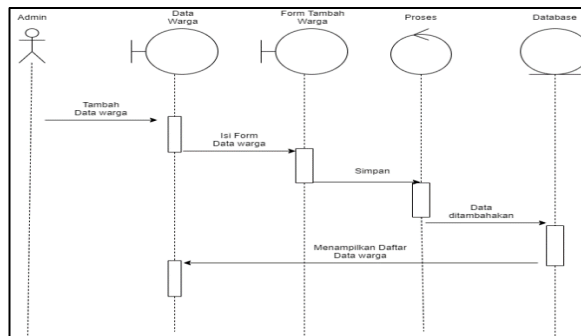 Admin
Data
Warga
Form Tambah
Warga
Proses
Database
Tambah
Data warga
Isi Form
Data warga
Simpan
Data
ditambahakan
Menampilkan Daftar
Data warga